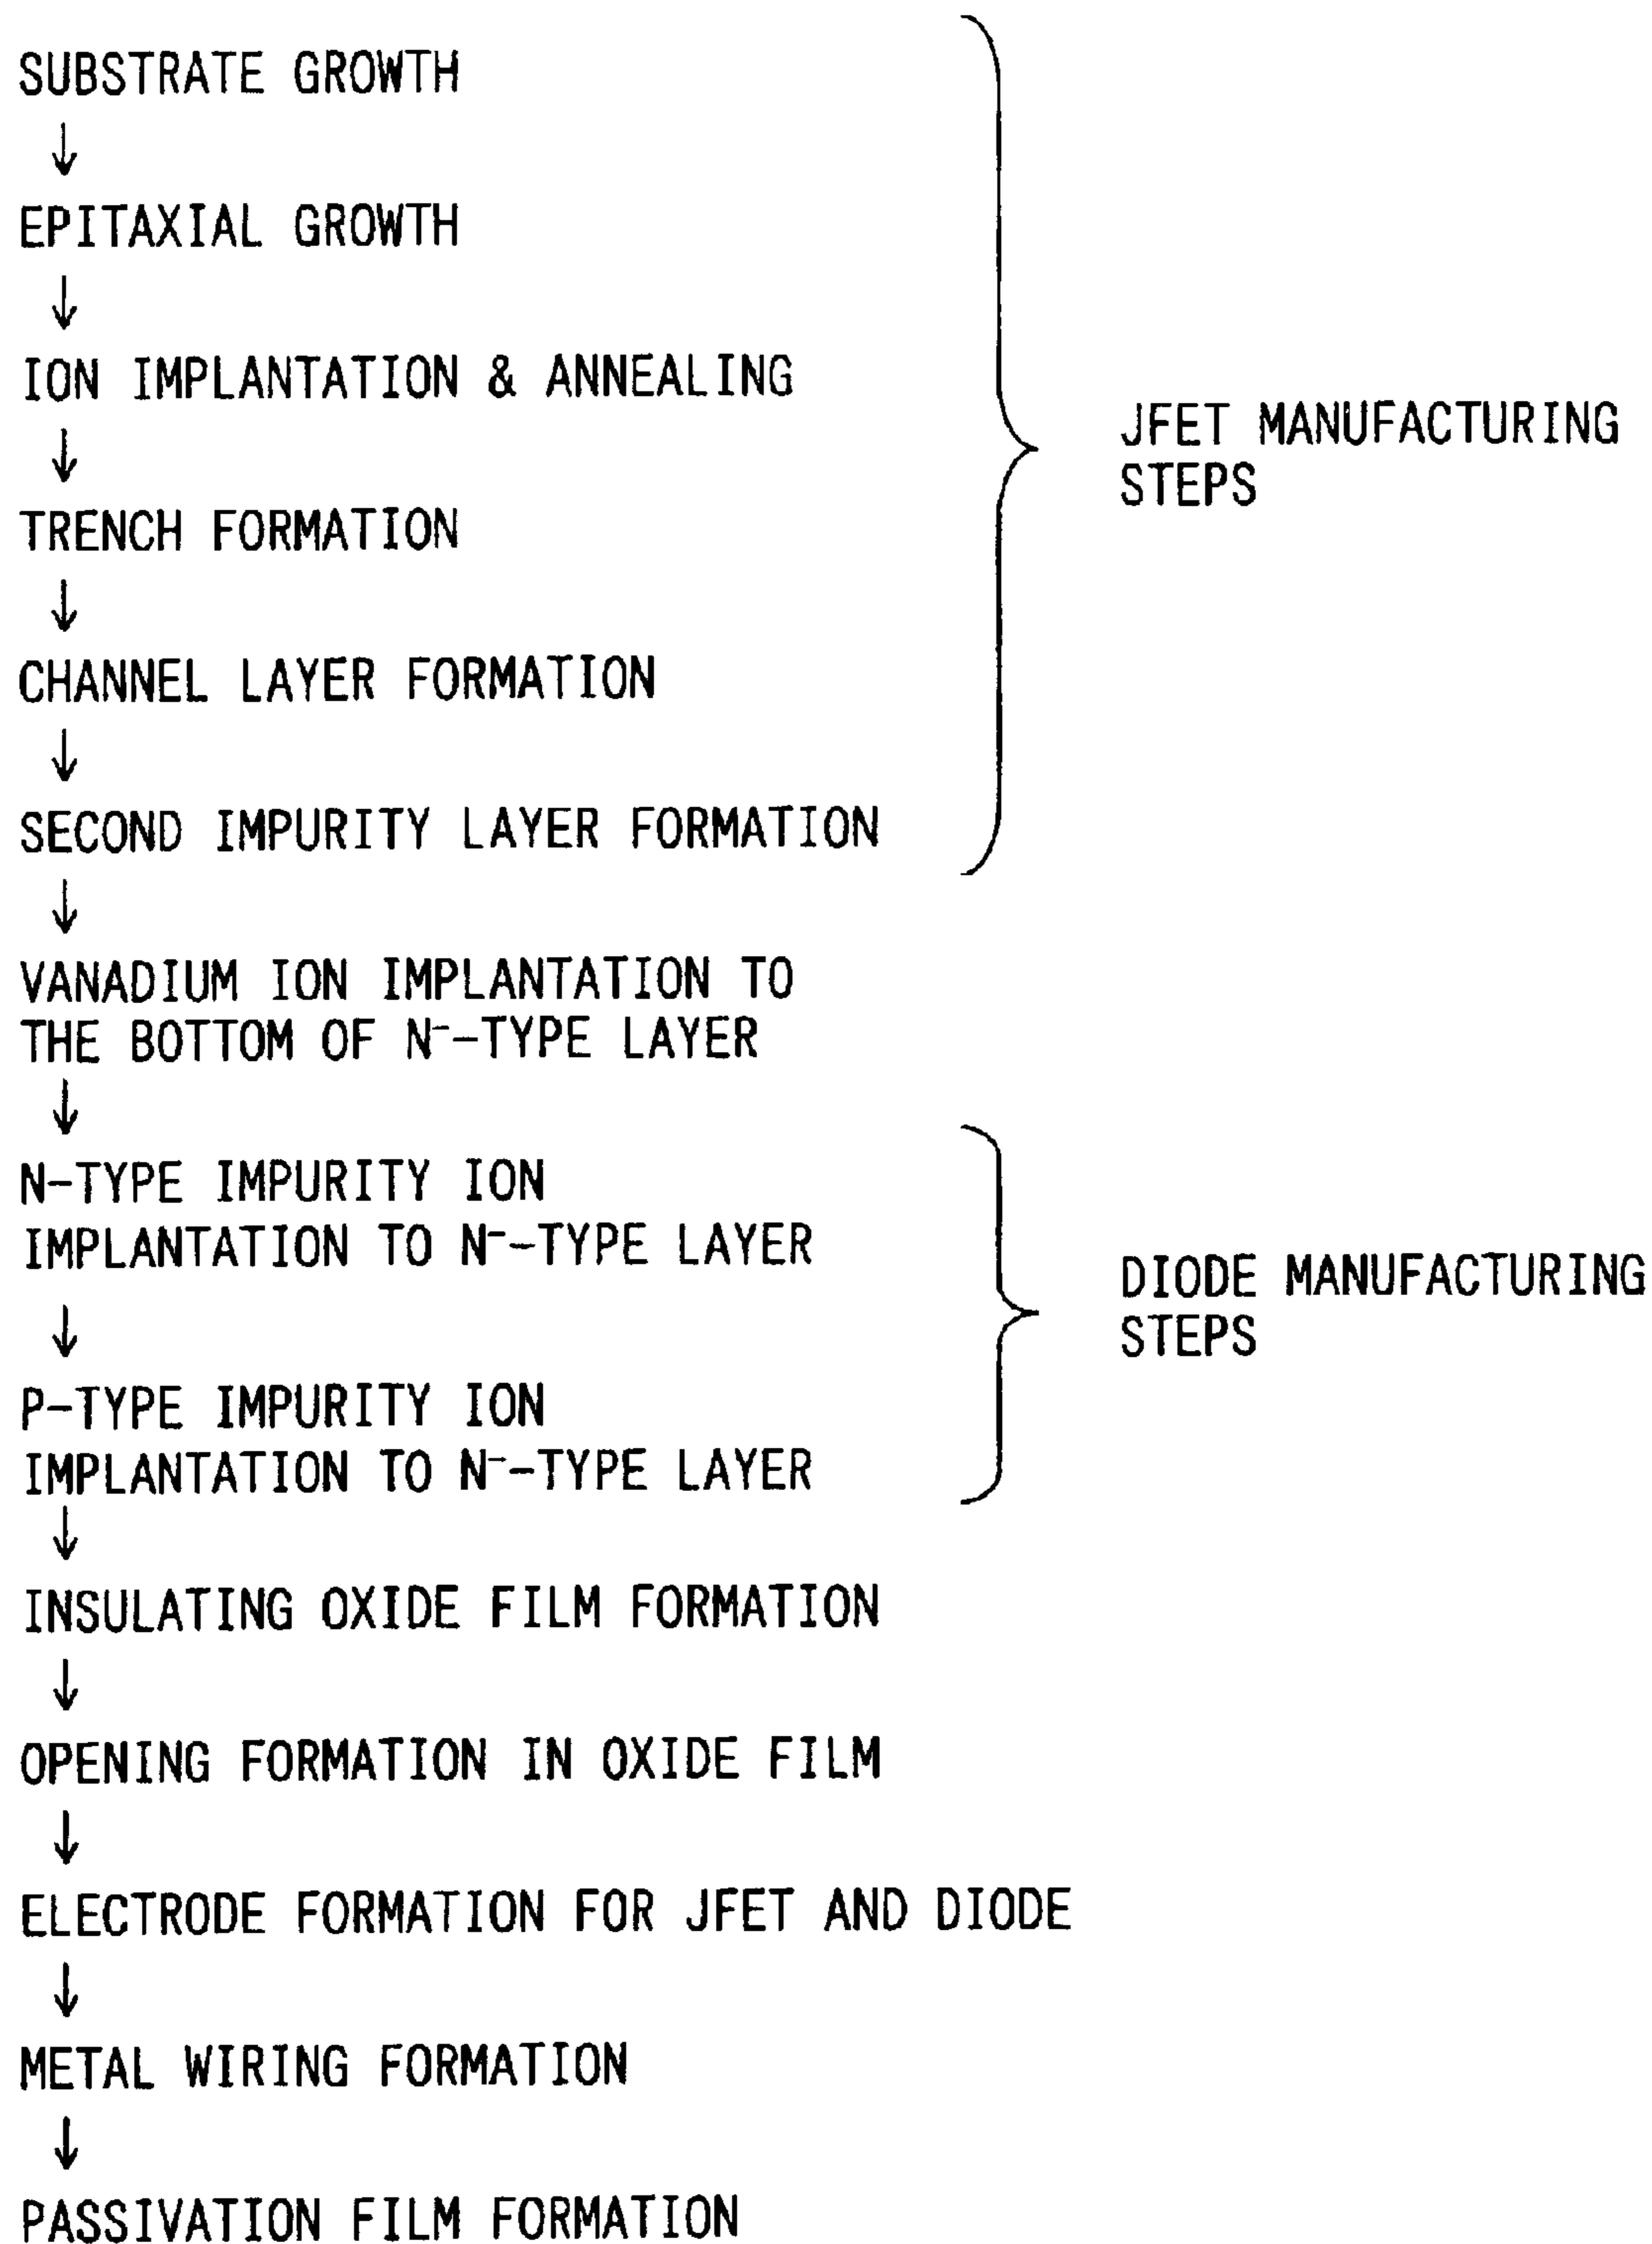 SUBSTRATE GROWTH
↓
EPITAXIAL GROWTH
↓
ION IMPLANTATION & ANNEALING
↓
TRENCH FORMATION
↓
CHANNEL LAYER FORMATION
↓
SECOND IMPURITY LAYER FORMATION
JFET MANUFACTURING
STEPS
↓
VANADIUM ION IMPLANTATION TO
THE BOTTOM OF N⁻-TYPE LAYER
↓
N-TYPE IMPURITY ION
IMPLANTATION TO N⁻-TYPE LAYER
↓
P-TYPE IMPURITY ION
IMPLANTATION TO N⁻-TYPE LAYER
DIODE MANUFACTURING
STEPS
↓
INSULATING OXIDE FILM FORMATION
↓
OPENING FORMATION IN OXIDE FILM
↓
ELECTRODE FORMATION FOR JFET AND DIODE
↓
METAL WIRING FORMATION
↓
PASSIVATION FILM FORMATION